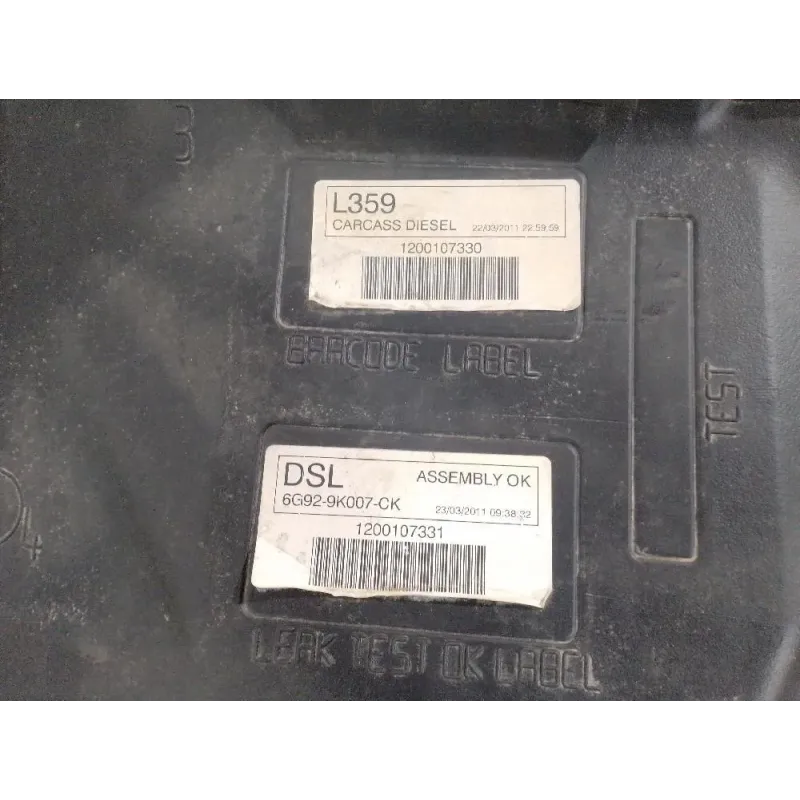 3
L359
CARCASS DIESEL 22/03/2011 22:59:59
1200107330
BARCODE LABEL
TEST
DSL ASSEMBLY OK
6G92-9K007-CK 23/03/2011 09:38:32
1200107331
LEAK TEST OK LABEL
4